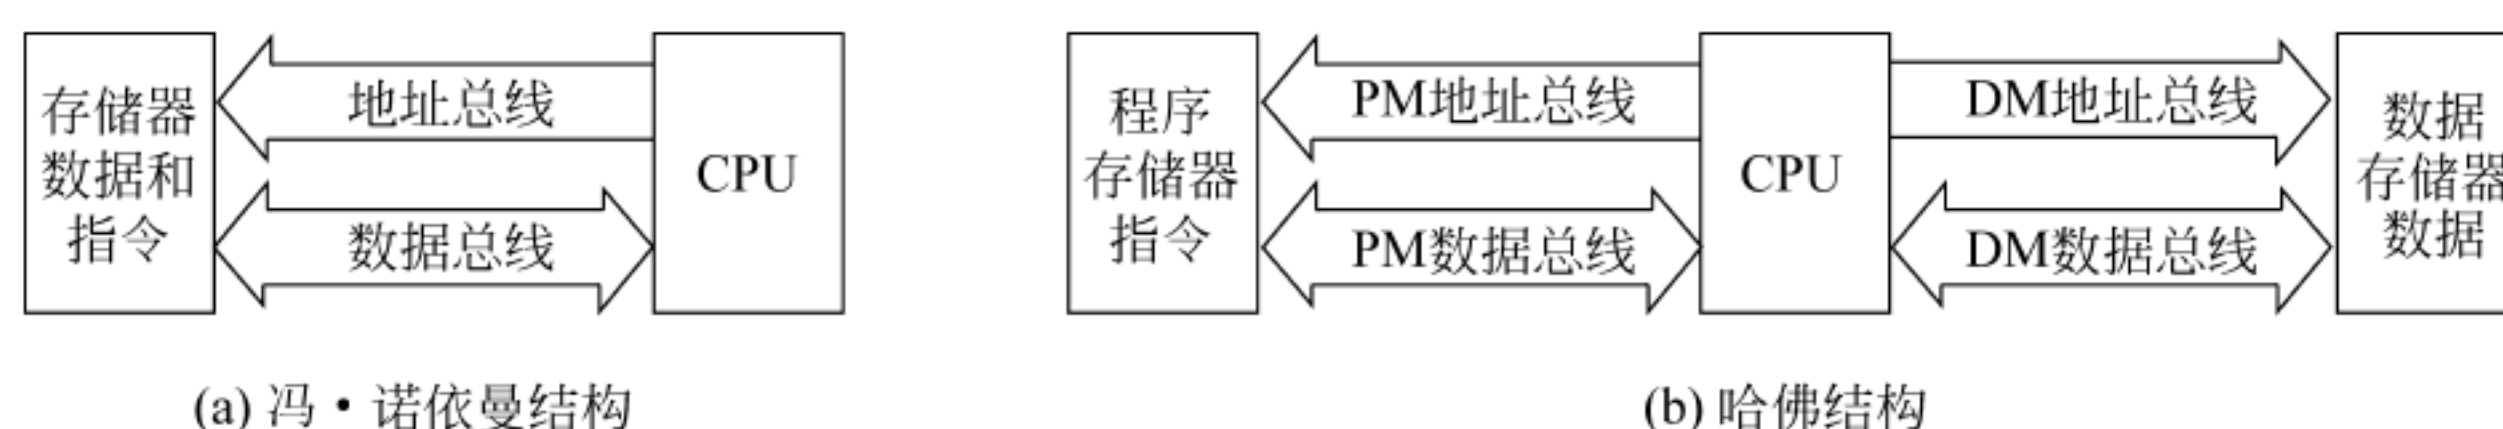 存储器
数据和
指令
地址总线
数据总线
CPU
(a) 冯·诺依曼结构
程序
存储器
指令
PM地址总线
PM数据总线
CPU
DM地址总线
DM数据总线
数据
存储器
数据
(b) 哈佛结构